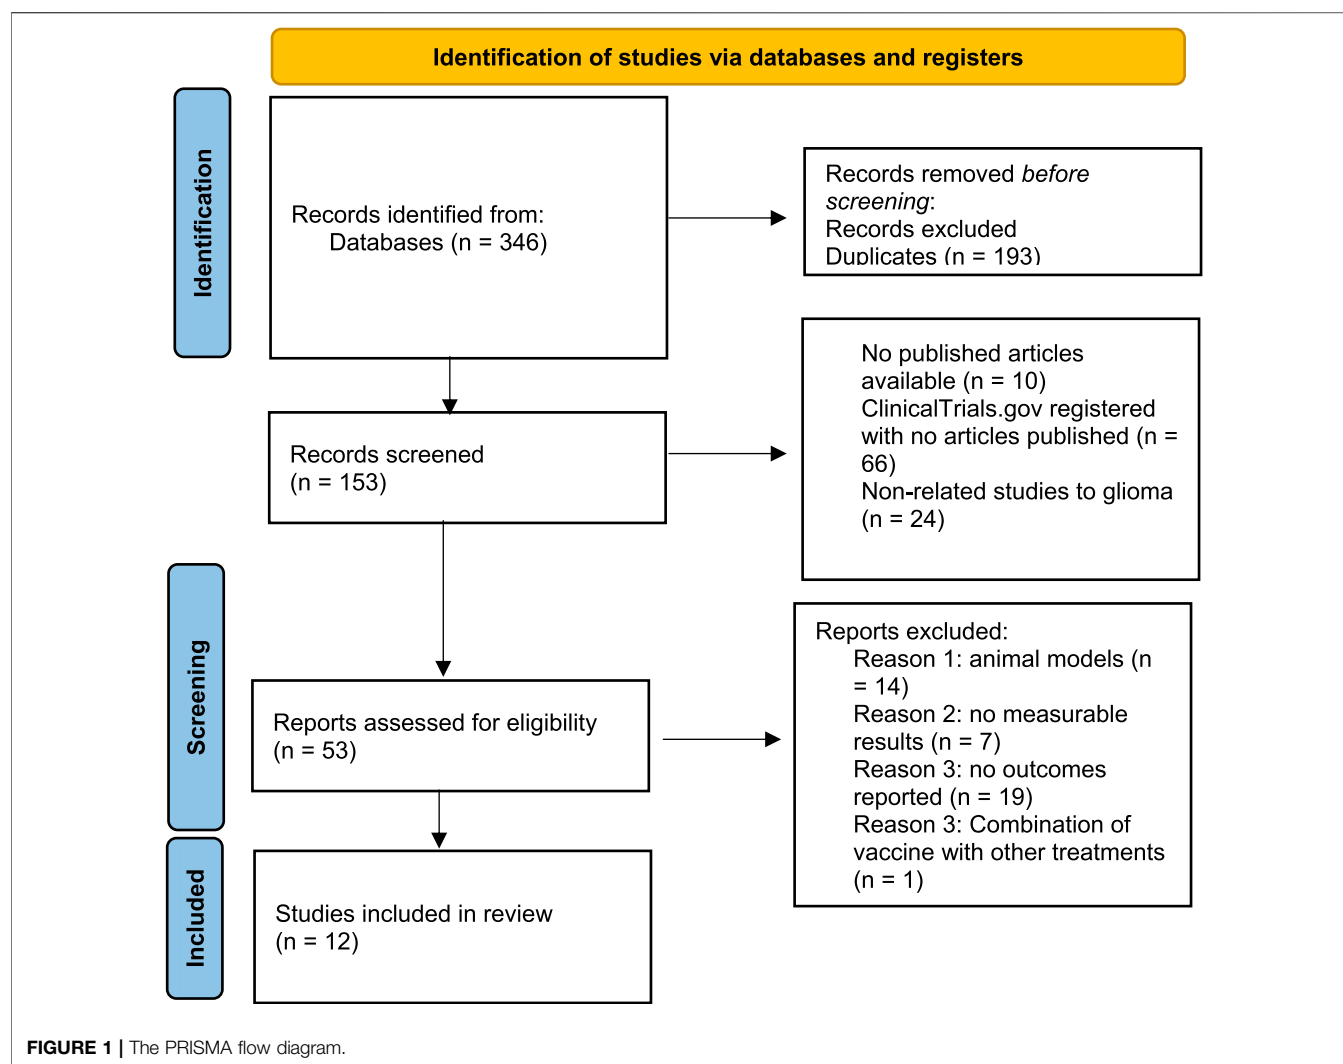 Identification of studies via databases and registers
Identification
Records identified from:
Databases (n = 346)
Records removed before
screening:
Records excluded
Duplicates (n = 193)
Records screened
(n = 153)
No published articles
available (n = 10)
ClinicalTrials.gov registered
with no articles published (n =
66)
Non-related studies to glioma
(n = 24)
Screening
Reports assessed for eligibility
(n = 53)
Reports excluded:
Reason 1: animal models (n
= 14)
Reason 2: no measurable
results (n = 7)
Reason 3: no outcomes
reported (n = 19)
Reason 3: Combination of
vaccine with other treatments
(n = 1)
Included
Studies included in review
(n = 12)
FIGURE 1 | The PRISMA flow diagram.